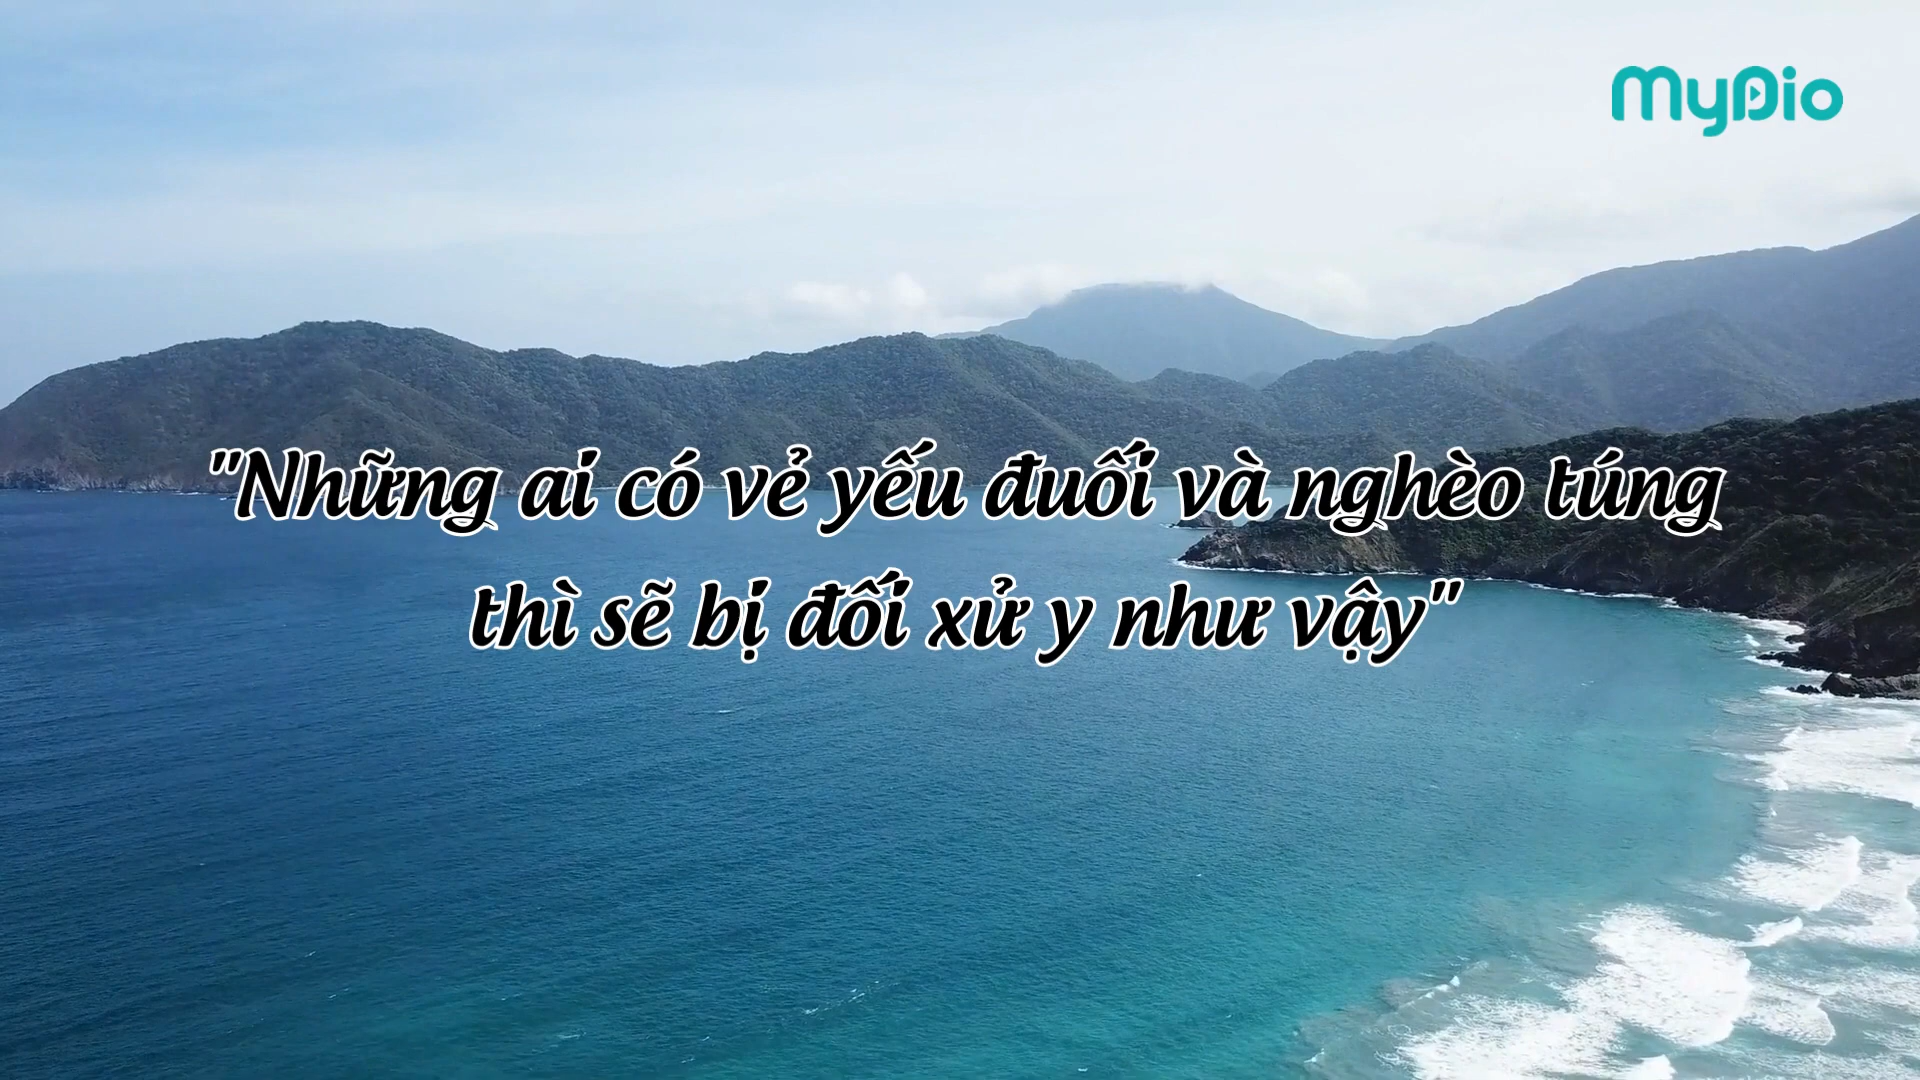 MyDio
"Những ai có vẻ yếu đuối và nghèo túng
thì sẽ bị đối xử y như vậy"